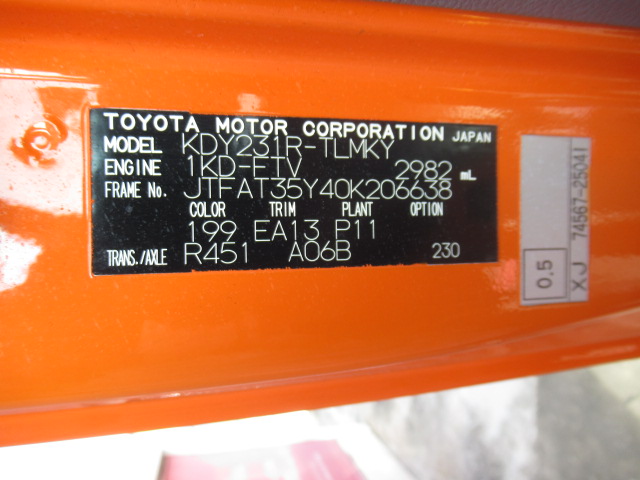 TOYOTA MOTOR CORPORATION JAPAN
MODEL KDY231R-TLMKY
ENGINE 1KD-FTV 2982 mL
FRAME No. JTFAT35Y40K206638
COLOR TRIM PLANT OPTION
199 EA13 P11
TRANS./AXLE R451 A06B 230
0.5
XJ 74567-25041